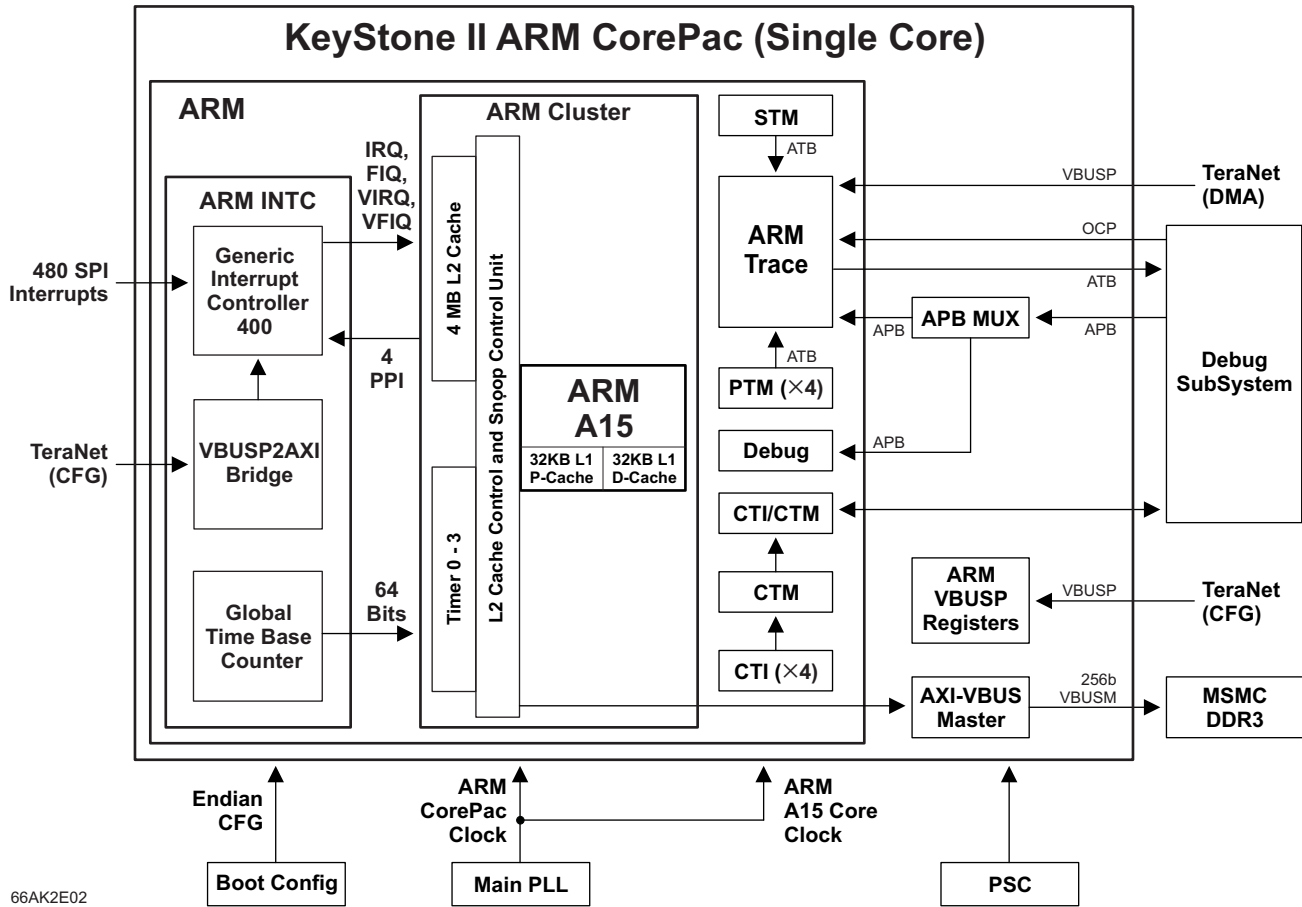 KeyStone II ARM CorePac (Single Core)
ARM
ARM INTC
Generic
Interrupt
Controller
400
VBUSP2AXI
Bridge
Global
Time Base
Counter
480 SPI
Interrupts
TeraNet
(CFG)
IRQ,
FIQ,
VIRQ,
VFIQ
4
PPI
64
Bits
ARM Cluster
4 MB L2 Cache
Timer 0 - 3
L2 Cache Control and Snoop Control Unit
ARM
A15
32KB L1
P-Cache
32KB L1
D-Cache
STM
ATB
ARM
Trace
ATB
PTM (×4)
Debug
CTI/CTM
CTM
CTI (×4)
VBUSP
OCP
ATB
APB
APB MUX
APB
APB
ARM
VBUSP
Registers
VBUSP
AXI-VBUS
Master
256b
VBUSM
TeraNet
(DMA)
Debug
SubSystem
TeraNet
(CFG)
MSMC
DDR3
Endian
CFG
ARM
CorePac
Clock
ARM
A15 Core
Clock
Boot Config
Main PLL
PSC
66AK2E02